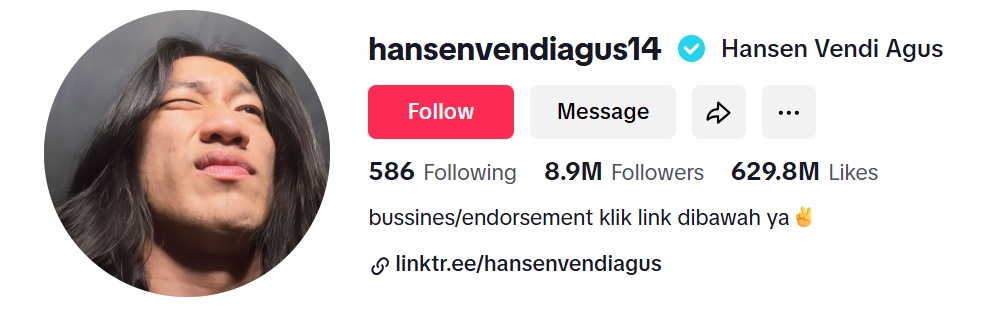 hansenvendiagus14 Hansen Vendi Agus
Follow Message
586 Following 8.9M Followers 629.8M Likes
bussines/endorsement klik link dibawah ya✌️
linktr.ee/hansenvendiagus